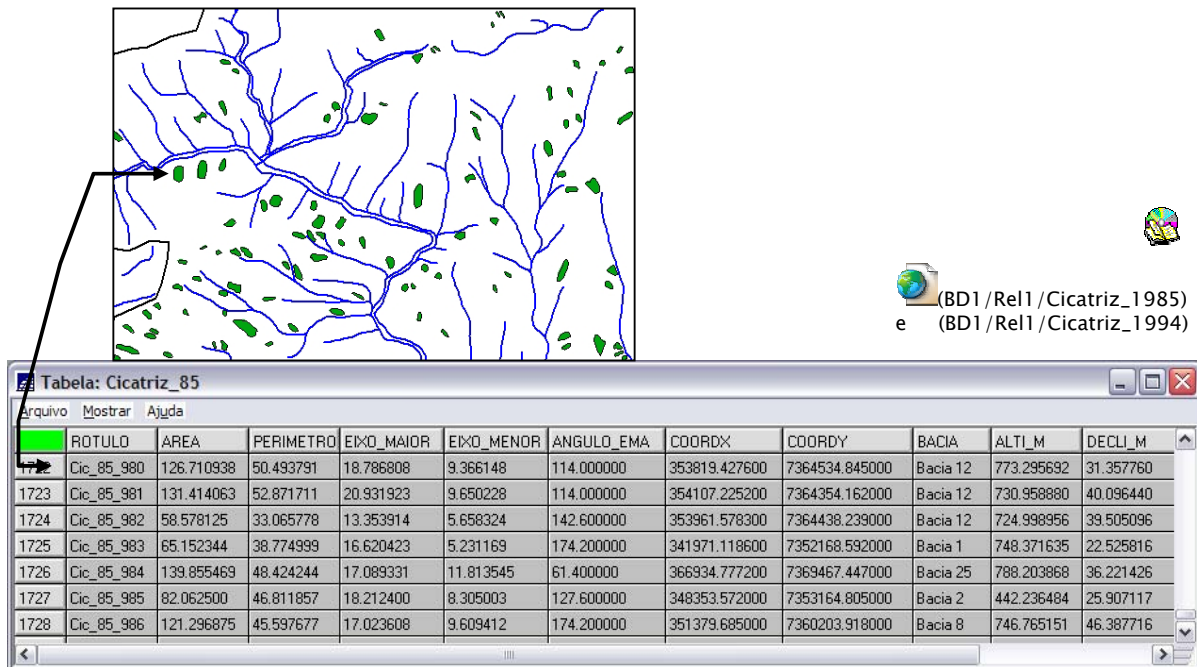 (BD1/Rel1/Cicatriz_1985)
e (BD1/Rel1/Cicatriz_1994)
Tabela: Cicatriz_85
Arquivo Mostrar Ajuda
ROTULO AREA PERIMETRO EIXO_MAIOR EIXO_MENOR ANGULO_EMA COORDX COORDY BACIA ALTI_M DECLI_M
Cic_85_980 126.710938 50.493791 18.786808 9.366148 114.000000 353819.427600 7364534.845000 Bacia 12 773.295692 31.357760
1723 Cic_85_981 131.414063 52.871711 20.931923 9.650228 114.000000 354107.225200 7364354.162000 Bacia 12 730.958880 40.096440
1724 Cic_85_982 58.578125 33.065778 13.353914 5.658324 142.600000 353961.578300 7364438.239000 Bacia 12 724.998956 39.505096
1725 Cic_85_983 65.152344 38.774999 16.620423 5.231169 174.200000 341971.118600 7352168.592000 Bacia 1 748.371635 22.525816
1726 Cic_85_984 139.855469 48.424244 17.089331 11.813545 61.400000 366934.777200 7369467.447000 Bacia 25 788.203868 36.221426
1727 Cic_85_985 82.062500 46.811857 18.212400 8.305003 127.600000 348353.572000 7353164.805000 Bacia 2 442.236484 25.907117
1728 Cic_85_986 121.296875 45.597677 17.023608 9.609412 174.200000 351379.685000 7360203.918000 Bacia 8 746.765151 46.387716